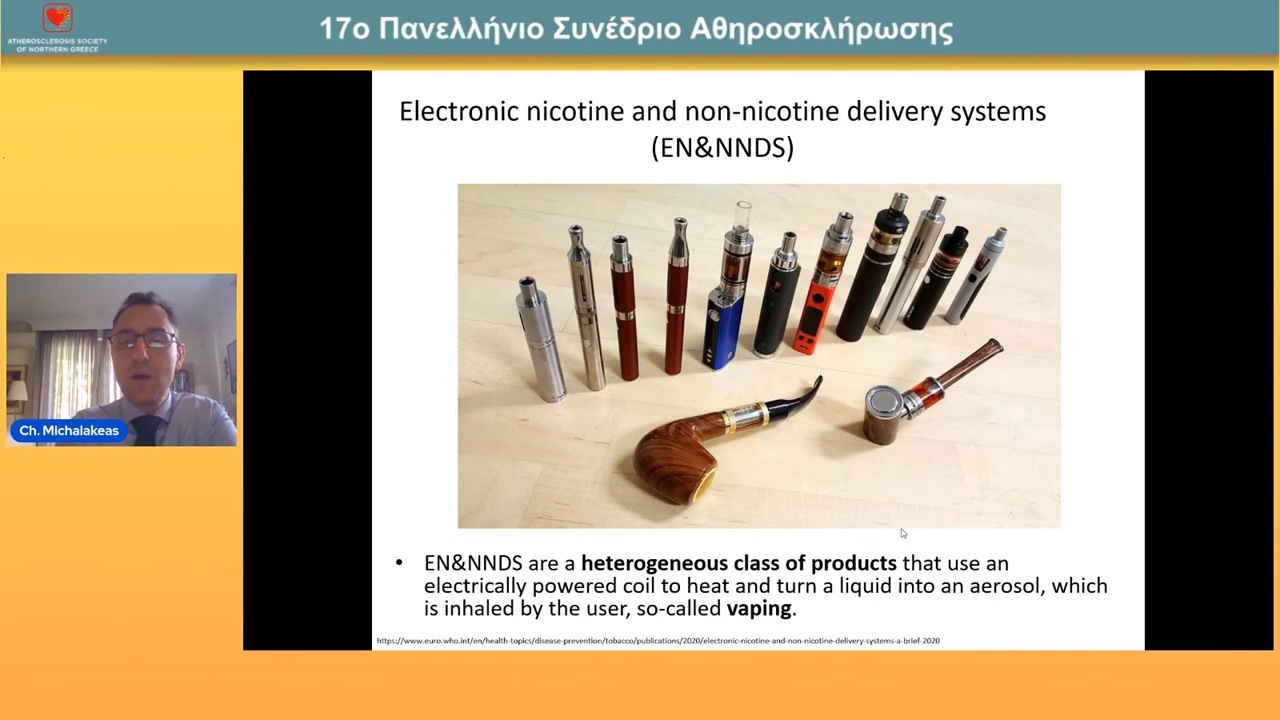 ATHEROSCLEROSIS SOCIETY
OF NORTHERN GREECE
17ο Πανελλήνιο Συνέδριο Αθηροσκλήρωσης
Electronic nicotine and non-nicotine delivery systems
(EN&NNDS)
Ch. Michalakeas
• EN&NNDS are a heterogeneous class of products that use an
electrically powered coil to heat and turn a liquid into an aerosol, which
is inhaled by the user, so-called vaping.
https://www.euro.who.int/en/health-topics/disease-prevention/tobacco/publications/2020/electronic-nicotine-and-non-nicotine-delivery-systems-a-brief-2020